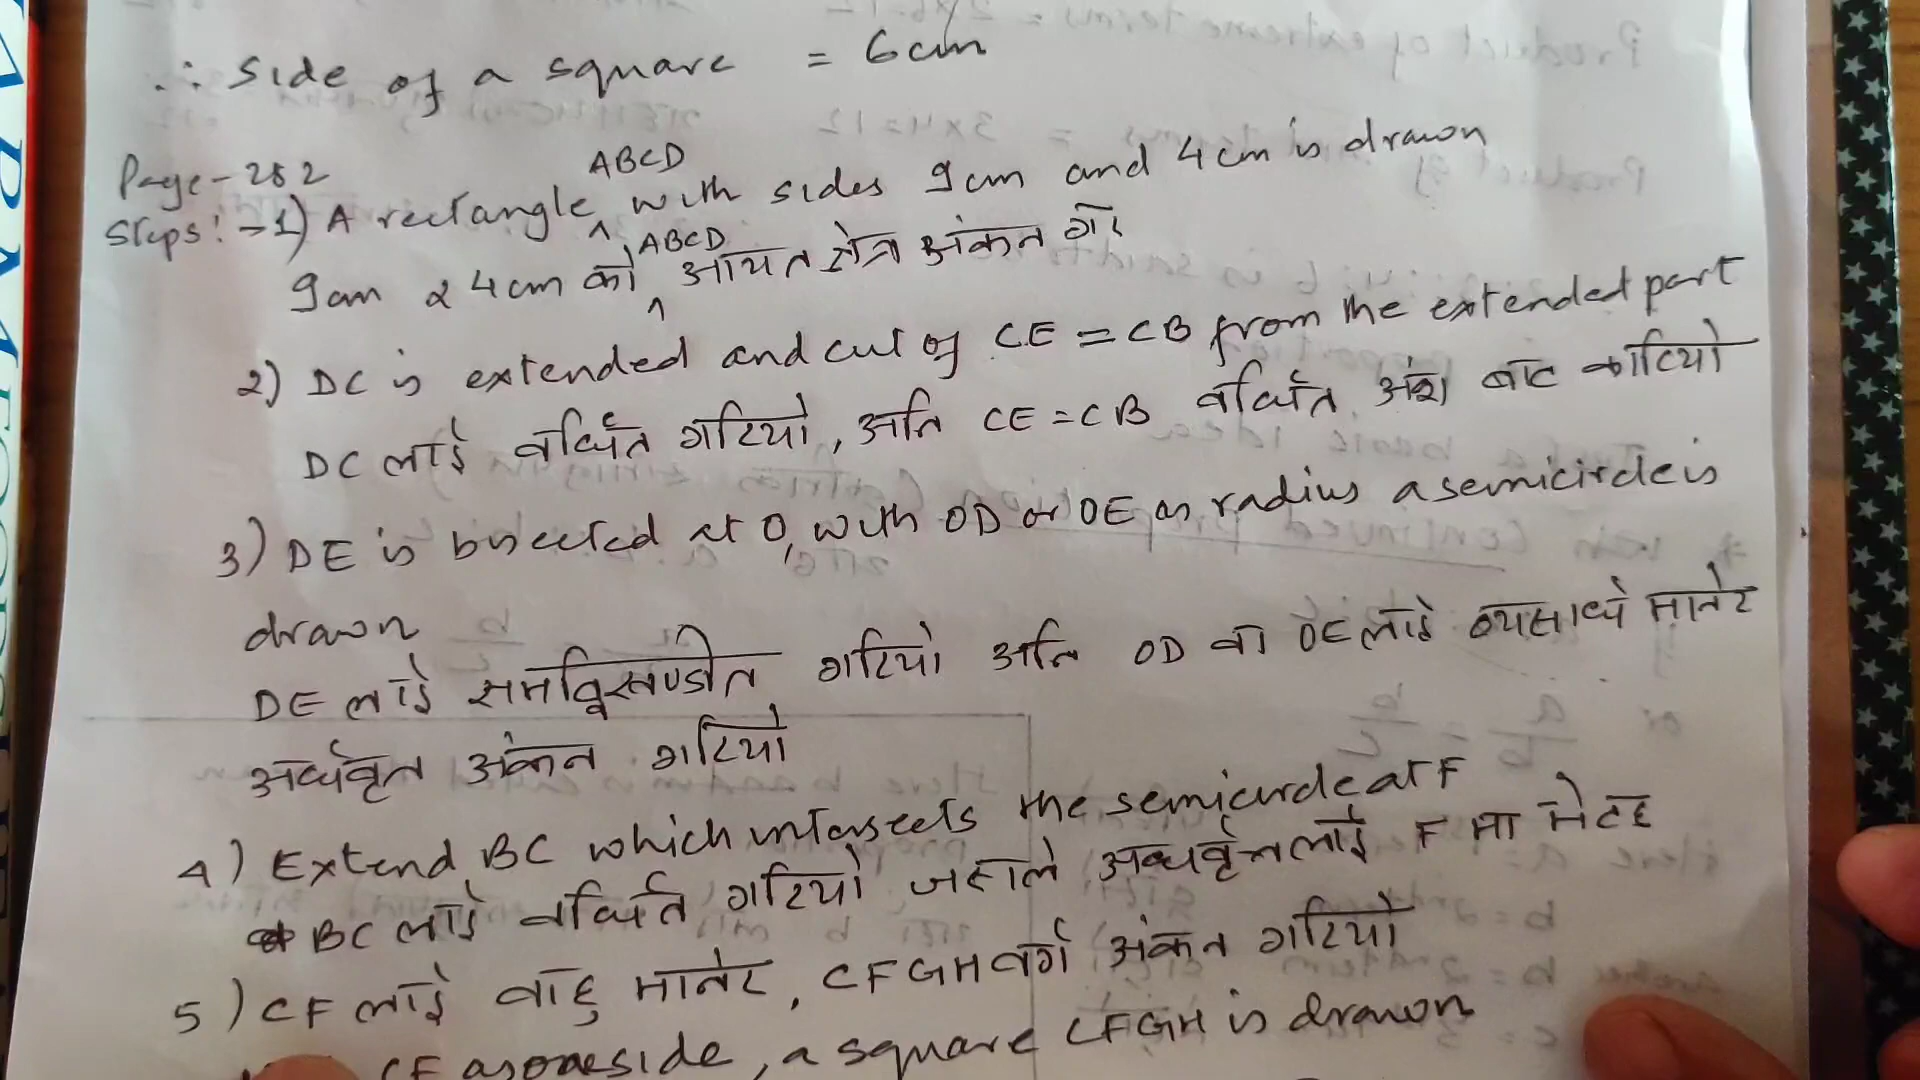 ∴ side of a square = 6cm
Page-282
ABCD
Steps:→1) A rectangle ^ with sides 9cm and 4cm is drawn
ABCD
9cm र 4cm को ^ आयत क्षेत्र अंकन गरे
2) DC is extended and cut of CE = CB from the extended part
DC लाई वर्धित गरियो, अनि CE = CB वर्धित अंश बाट काटियो
3) DE is bisected at O, with OD or OE as radius a semicircle is
drawn
DE लाई समद्विखण्डीत गरियो अनि OD वा OE लाई व्यसार्ध मानेर
अर्धवृत अंकन गरियो
4) Extend BC which intersects the semicircle at F
BC लाई वर्धित गरियो जहाले अर्धवृतलाई F मा भेटछ
5) CF लाई वाहु मानेर, CFGH वर्ग अंकन गरियो
CF as one side, a square CFGH is drawn